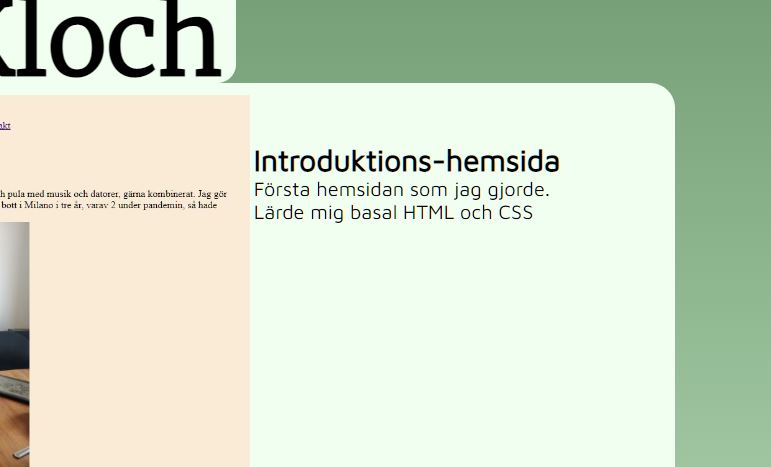 Kloch
akt
h pula med musik och datorer, gärna kombinerat. Jag gör
bott i Milano i tre år, varav 2 under pandemin, så hade
Introduktions-hemsida
Första hemsidan som jag gjorde.
Lärde mig basal HTML och CSS